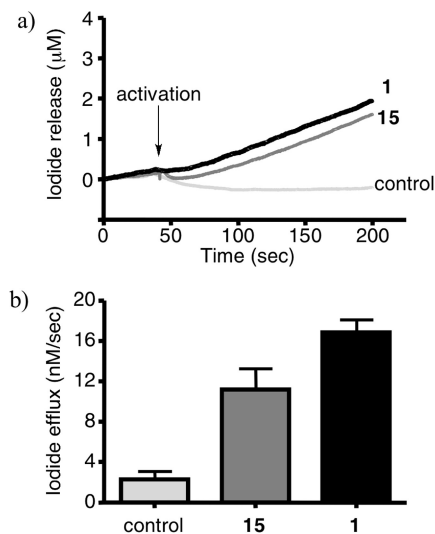 a)
4
3
2
1
0
Iodide release (μM)
activation
1
15
control
0
50
100
150
200
Time (sec)
b)
20
16
12
8
4
0
Iodide efflux (nM/sec)
control
15
1